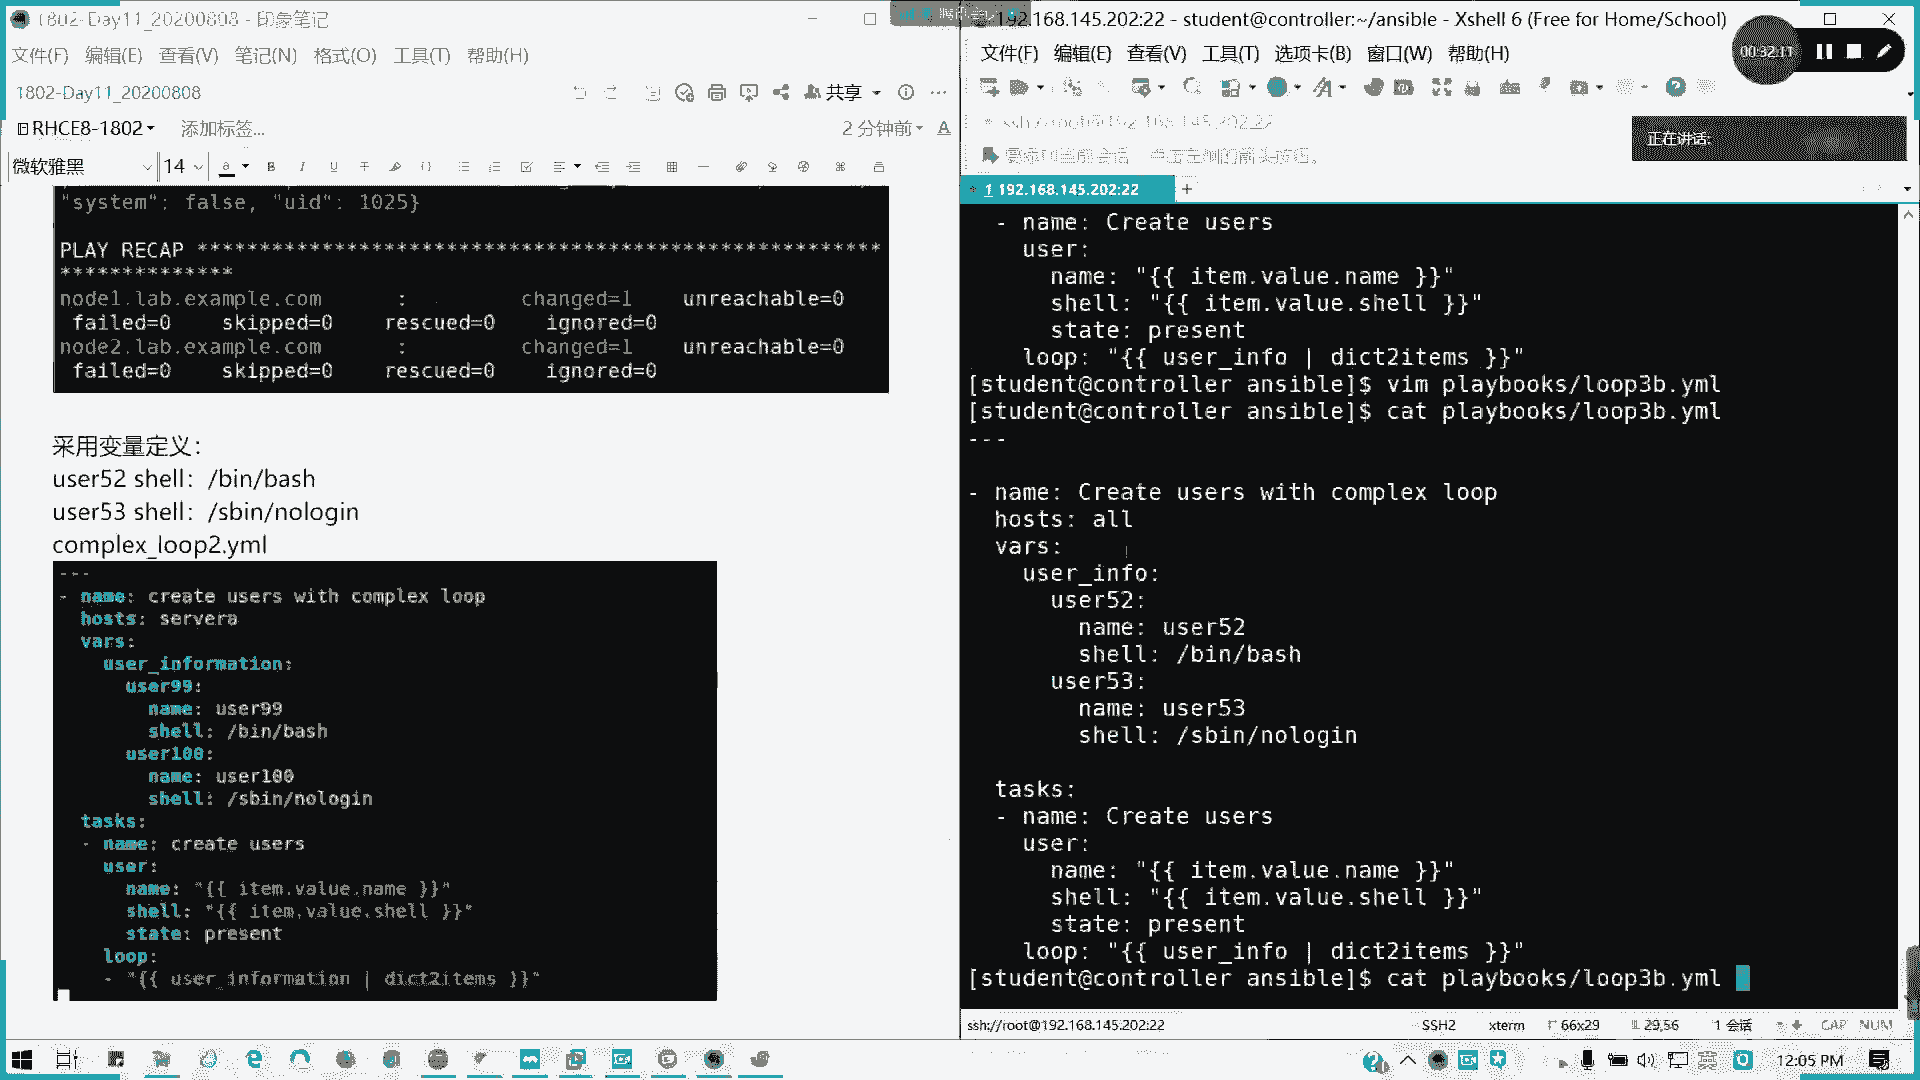 1802-Day11_20200808 - 印象笔记
文件(F) 编辑(E) 查看(V) 笔记(N) 格式(O) 工具(T) 帮助(H)
1802-Day11_20200808
共享
RHCE8-1802
添加标签...
2 分钟前
微软雅黑
14
"system": false, "uid": 1025}
PLAY RECAP *******************************************************
**************
node1.lab.example.com : changed=1 unreachable=0
failed=0 skipped=0 rescued=0 ignored=0
node2.lab.example.com : changed=1 unreachable=0
failed=0 skipped=0 rescued=0 ignored=0
采用变量定义：
user52 shell：/bin/bash
user53 shell：/sbin/nologin
complex_loop2.yml
---
- name: create users with complex loop
hosts: servera
vars:
user_information:
user99:
name: user99
shell: /bin/bash
user100:
name: user100
shell: /sbin/nologin
tasks:
- name: create users
user:
name: "{{ item.value.name }}"
shell: "{{ item.value.shell }}"
state: present
loop:
- "{{ user_information | dict2items }}"
192.168.145.202:22 - student@controller:~/ansible - Xshell 6 (Free for Home/School)
00:32:11
文件(F) 编辑(E) 查看(V) 工具(T) 选项卡(B) 窗口(W) 帮助(H)
ssh://root@192.168.145.202:22
正在讲话:
1 192.168.145.202:22
- name: Create users
user:
name: "{{ item.value.name }}"
shell: "{{ item.value.shell }}"
state: present
loop: "{{ user_info | dict2items }}"
[student@controller ansible]$ vim playbooks/loop3b.yml
[student@controller ansible]$ cat playbooks/loop3b.yml
---
- name: Create users with complex loop
hosts: all
vars:
user_info:
user52:
name: user52
shell: /bin/bash
user53:
name: user53
shell: /sbin/nologin
tasks:
- name: Create users
user:
name: "{{ item.value.name }}"
shell: "{{ item.value.shell }}"
state: present
loop: "{{ user_info | dict2items }}"
[student@controller ansible]$ cat playbooks/loop3b.yml
ssh://root@192.168.145.202:22
SSH2
xterm
66x29
29,56
1 会话
CAP NUM
英
12:05 PM